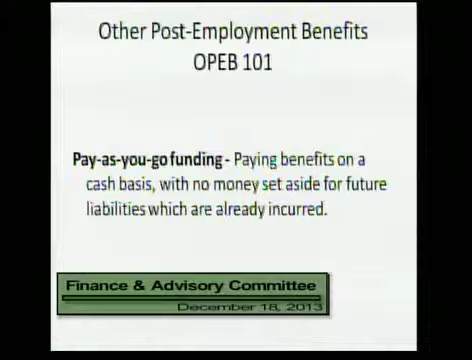 Other Post-Employment Benefits
OPEB 101
Pay-as-you-go funding - Paying benefits on a
cash basis, with no money set aside for future
liabilities which are already incurred.
Finance & Advisory Committee
December 18, 2013